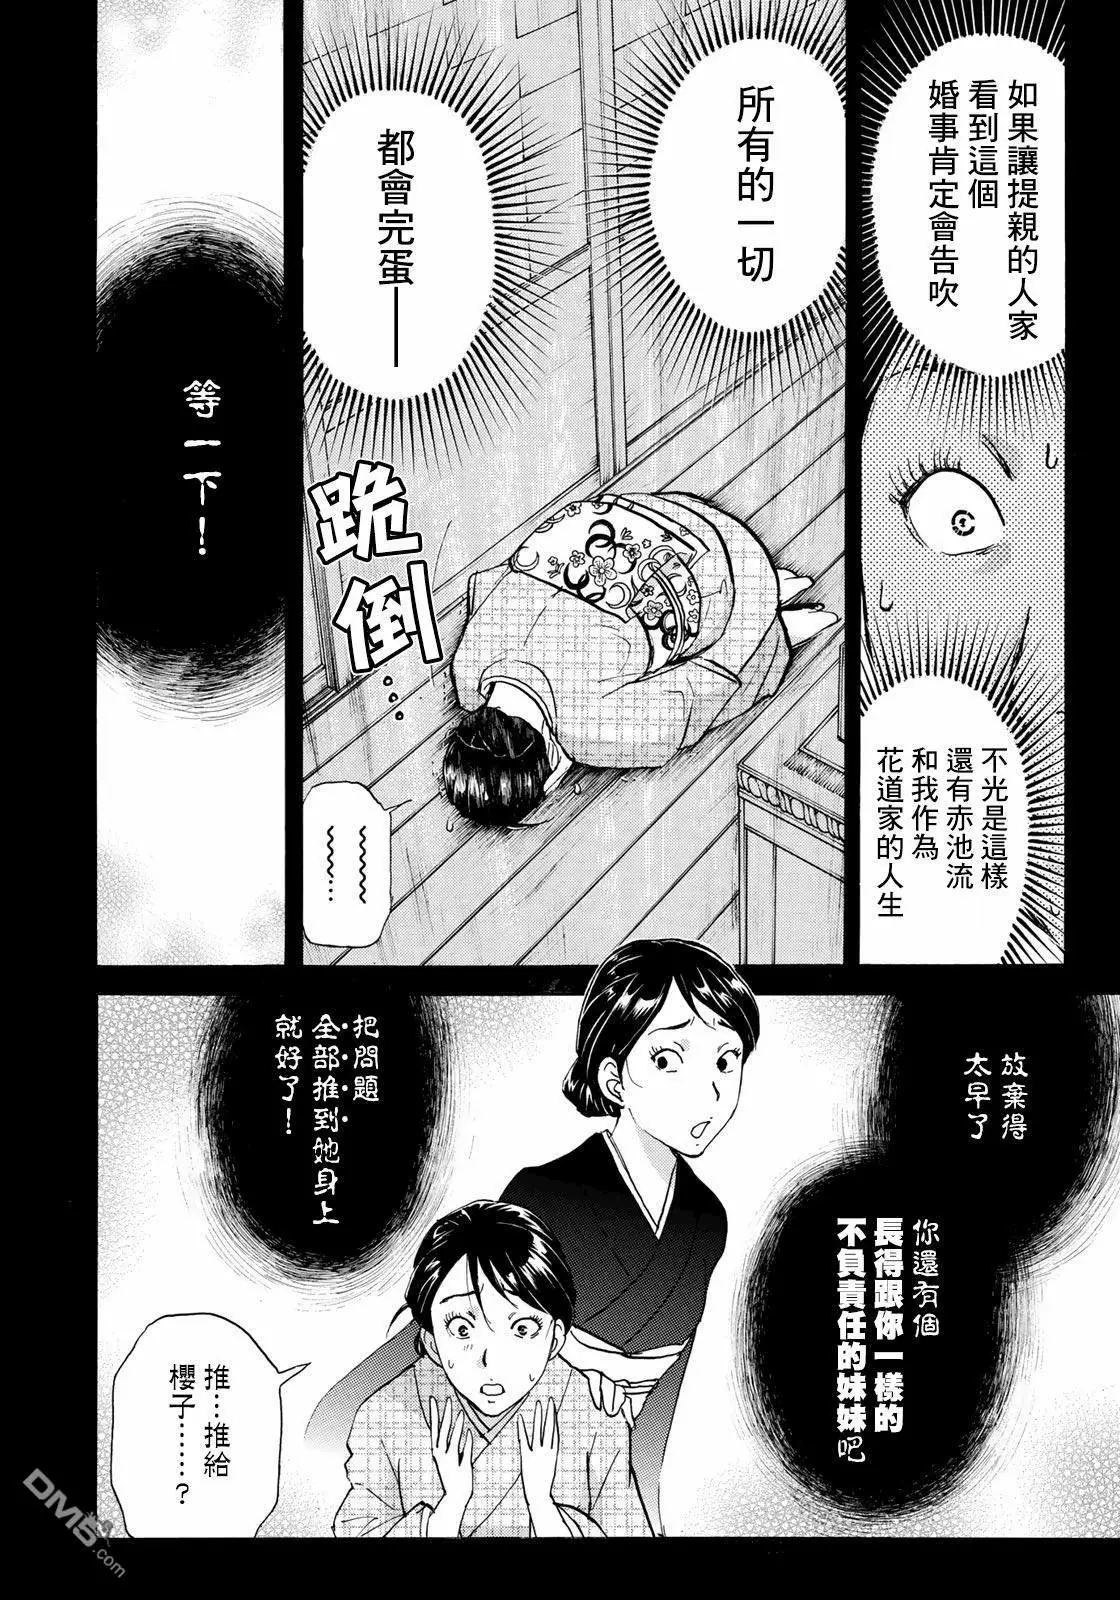 如果讓提親的人家
看到這個
婚事肯定會告吹
不光是這樣
還有赤池流
和我作為
花道家的人生
所有的一切
都會完蛋——
跪倒…
～～～～
～～～～…
等一下！
放棄得
太早了
你還有個
長得跟你一樣的
不負責任的妹妹吧
把問題
全部推到她身上
就好了！
推…推給
櫻子……？
DM5
www.dm5.com